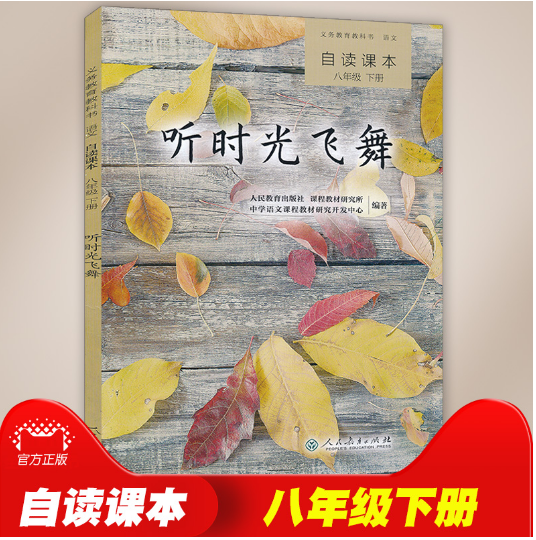 义务教育教科书 语文
自读课本
八年级 下册
听时光飞舞
人民教育出版社 课程教材研究所
中学语文课程教材研究开发中心
编著
人民教育出版社
PEOPLE'S EDUCATION PRESS
义务教育教科书 语文 自读课本 八年级 下册 听时光飞舞
官方正版
自读课本 八年级下册